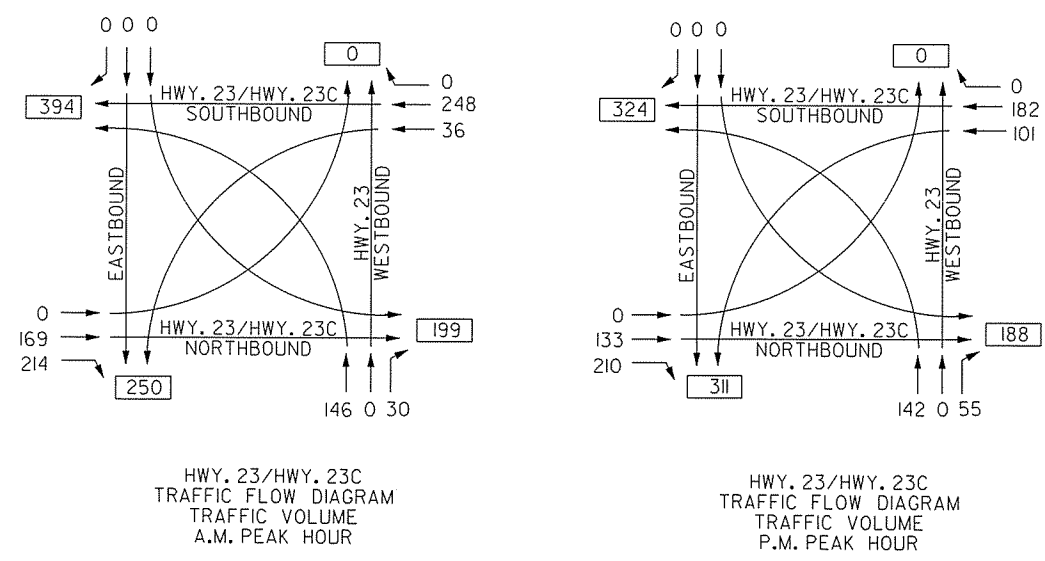 0 0 0
0
0
394
HWY. 23/HWY. 23C
248
SOUTHBOUND
36
EASTBOUND
HWY. 23
WESTBOUND
0
169
HWY. 23/HWY. 23C
199
214
NORTHBOUND
250
146 0 30
HWY. 23/HWY. 23C
TRAFFIC FLOW DIAGRAM
TRAFFIC VOLUME
A.M. PEAK HOUR
0 0 0
0
0
324
HWY. 23/HWY. 23C
182
SOUTHBOUND
101
EASTBOUND
HWY. 23
WESTBOUND
0
133
HWY. 23/HWY. 23C
188
210
NORTHBOUND
311
142 0 55
HWY. 23/HWY. 23C
TRAFFIC FLOW DIAGRAM
TRAFFIC VOLUME
P.M. PEAK HOUR